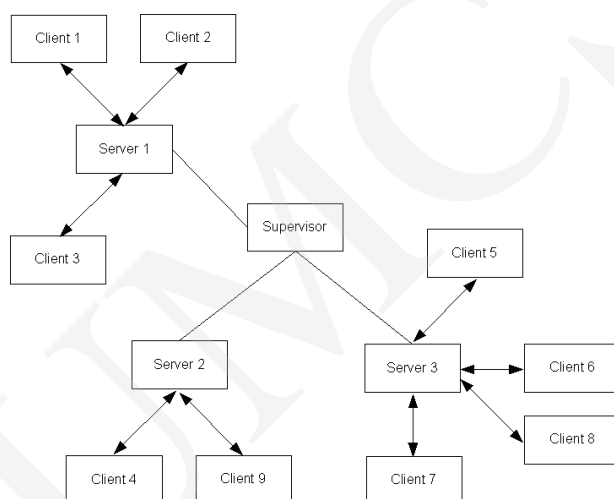 Client 1
Client 2
Server 1
Supervisor
Client 3
Client 5
Server 2
Server 3
Client 6
Client 8
Client 4
Client 9
Client 7
UMCS